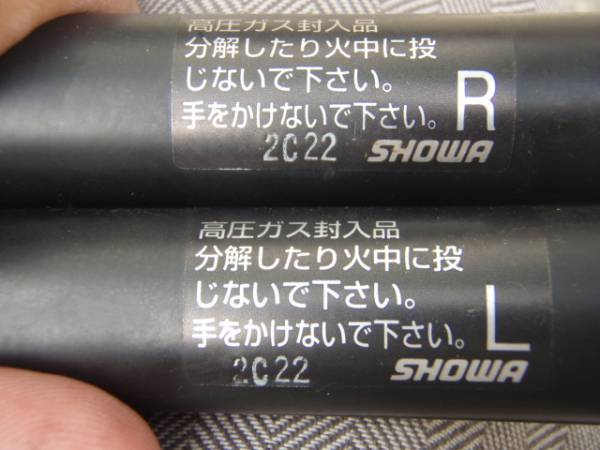 高圧ガス封入品
分解したり火中に投
じないで下さい。
手をかけないで下さい。 R
2C22 SHOWA
高圧ガス封入品
分解したり火中に投
じないで下さい。
手をかけないで下さい。 L
2C22 SHOWA